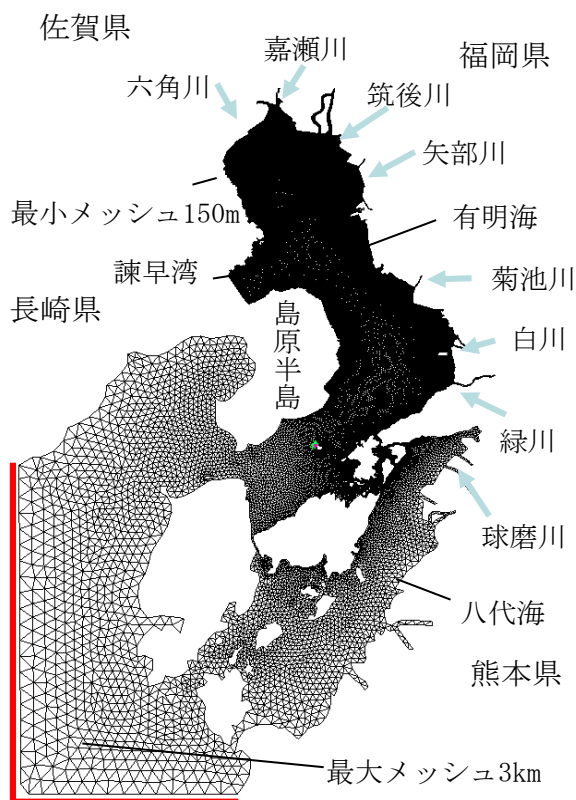 佐賀県
嘉瀬川
福岡県
六角川
筑後川
矢部川
最小メッシュ150m
有明海
諫早湾
菊池川
長崎県
島原半島
白川
緑川
球磨川
八代海
熊本県
最大メッシュ3km